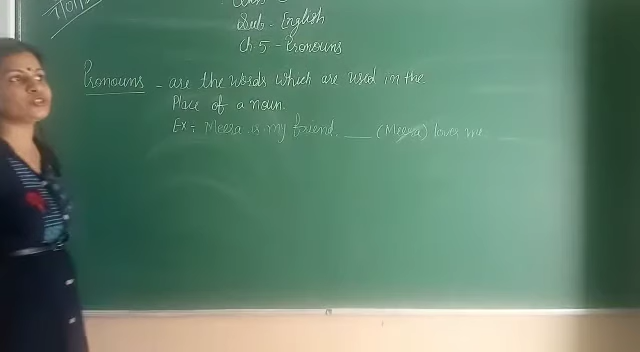 Sub - English
Ch-5 - Pronouns
Pronouns - are the words which are used in the
Place of a noun.
Ex:- Meera is my friend. ___ (Meera) loves me.